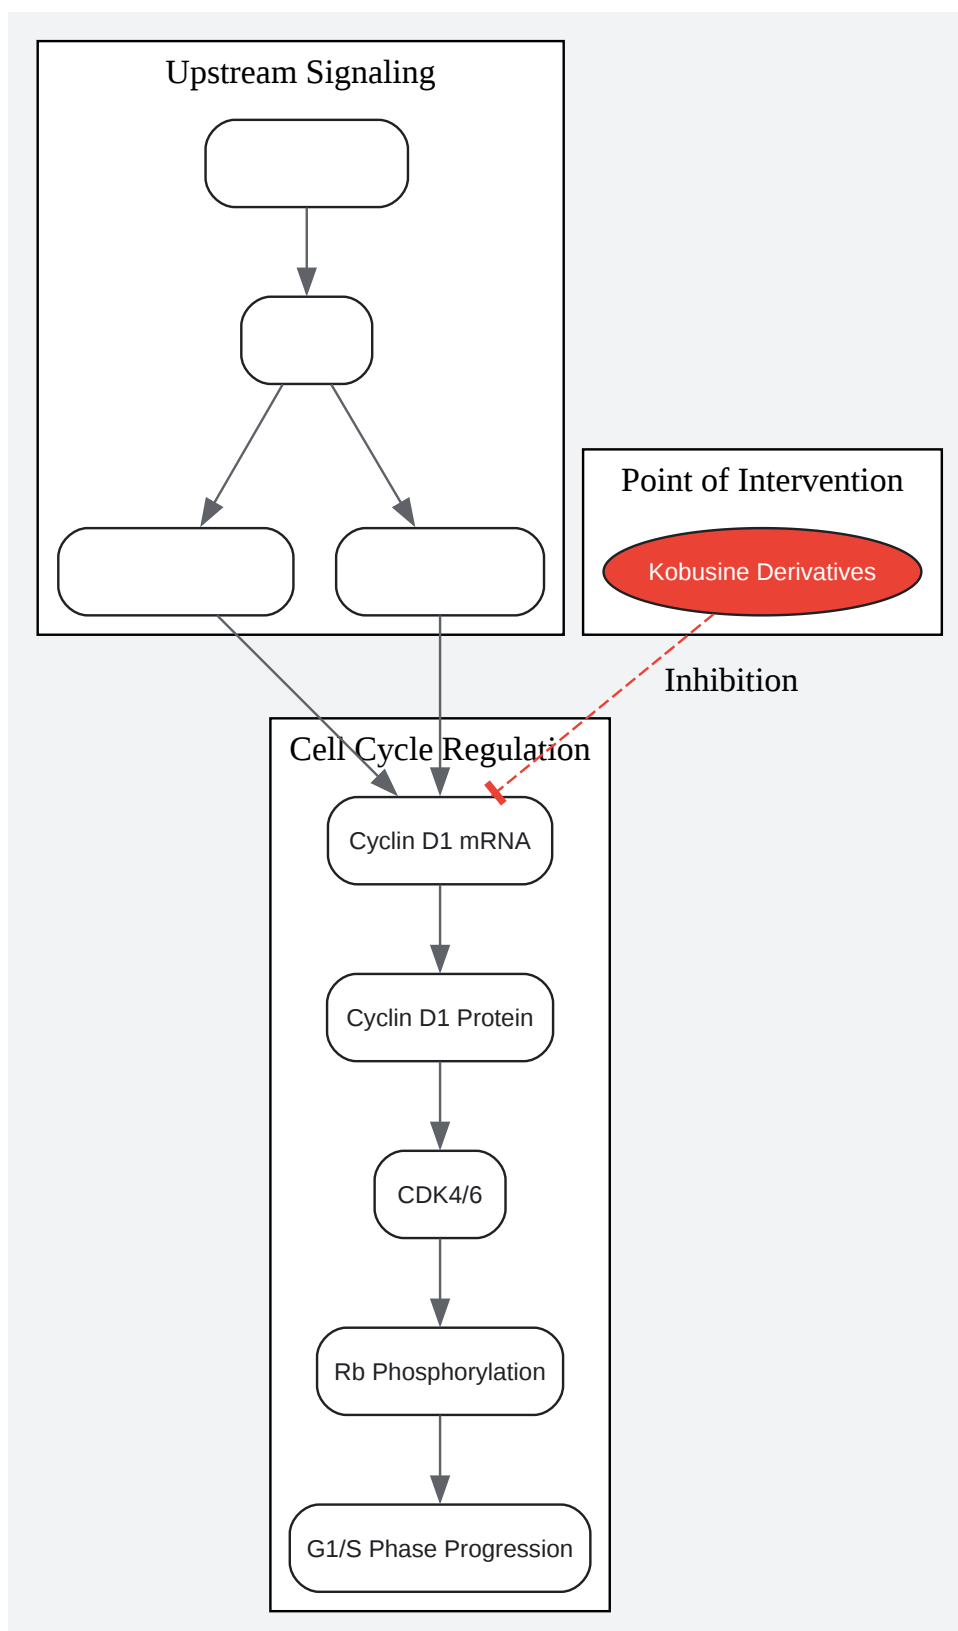 Upstream Signaling
Point of Intervention
Kobusine Derivatives
Inhibition
Cell Cycle Regulation
Cyclin D1 mRNA
Cyclin D1 Protein
CDK4/6
Rb Phosphorylation
G1/S Phase Progression